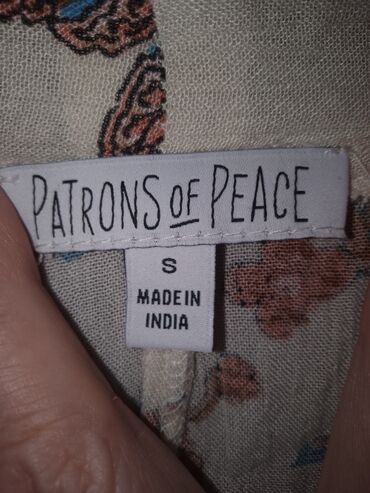 PATRONS OF PEACE
S
MADE IN
INDIA